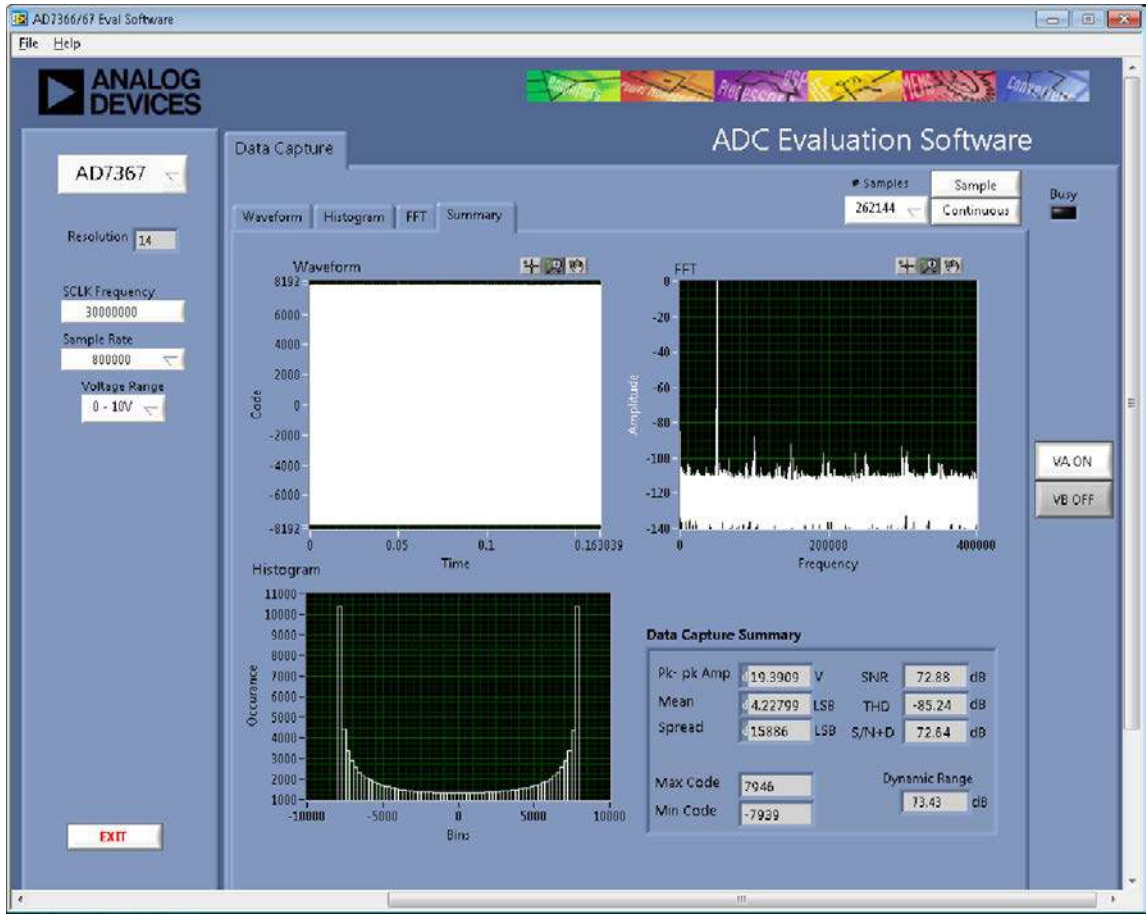 AD7366/67 Eval Software
File Help
ANALOG
DEVICES
ADC Evaluation Software
AD7367
Resolution 14
SCLK Frequency
30000000
Sample Rate
800000
Voltage Range
0 - 10V
EXIT
Data Capture
# Samples
262144
Sample
Continuous
Busy
Waveform Histogram FFT Summary
Waveform
8192
6000
4000
2000
0
-2000
-4000
-6000
-8192
Code
0 0.05 0.1 0.163839
Time
FFT
0
-20
-40
-60
-80
-100
-120
-140
Amplitude
0 200000 400000
Frequency
VA ON
VB OFF
Histogram
11000
10000
9000
8000
7000
6000
5000
4000
3000
2000
1000
Occurance
-10000 -5000 0 5000 10000
Bins
Data Capture Summary
Pk- pk Amp 19.3909 V SNR 72.88 dB
Mean 4.22799 LSB THD -85.24 dB
Spread 15886 LSB S/N+D 72.64 dB
Max Code 7946
Min Code -7939
Dynamic Range
73.43 dB